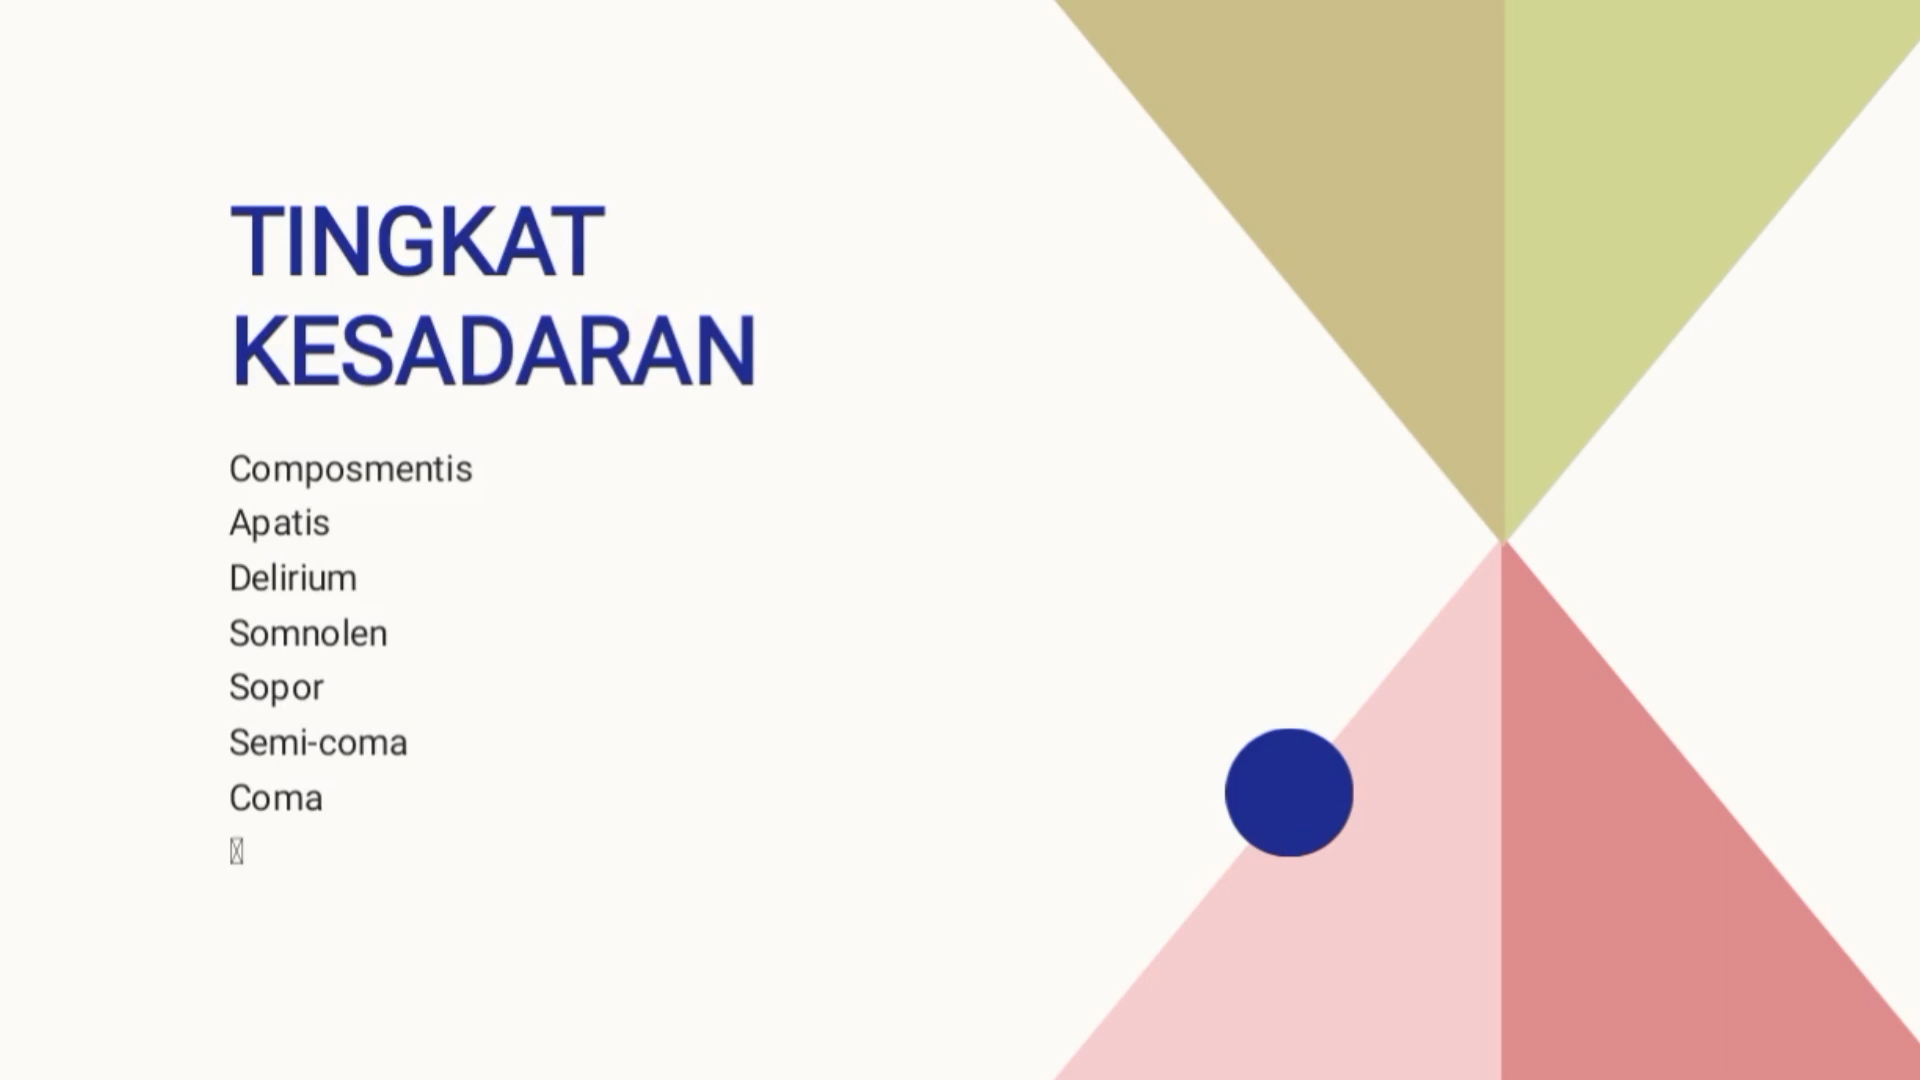 TINGKAT
KESADARAN
Composmentis
Apatis
Delirium
Somnolen
Sopor
Semi-coma
Coma